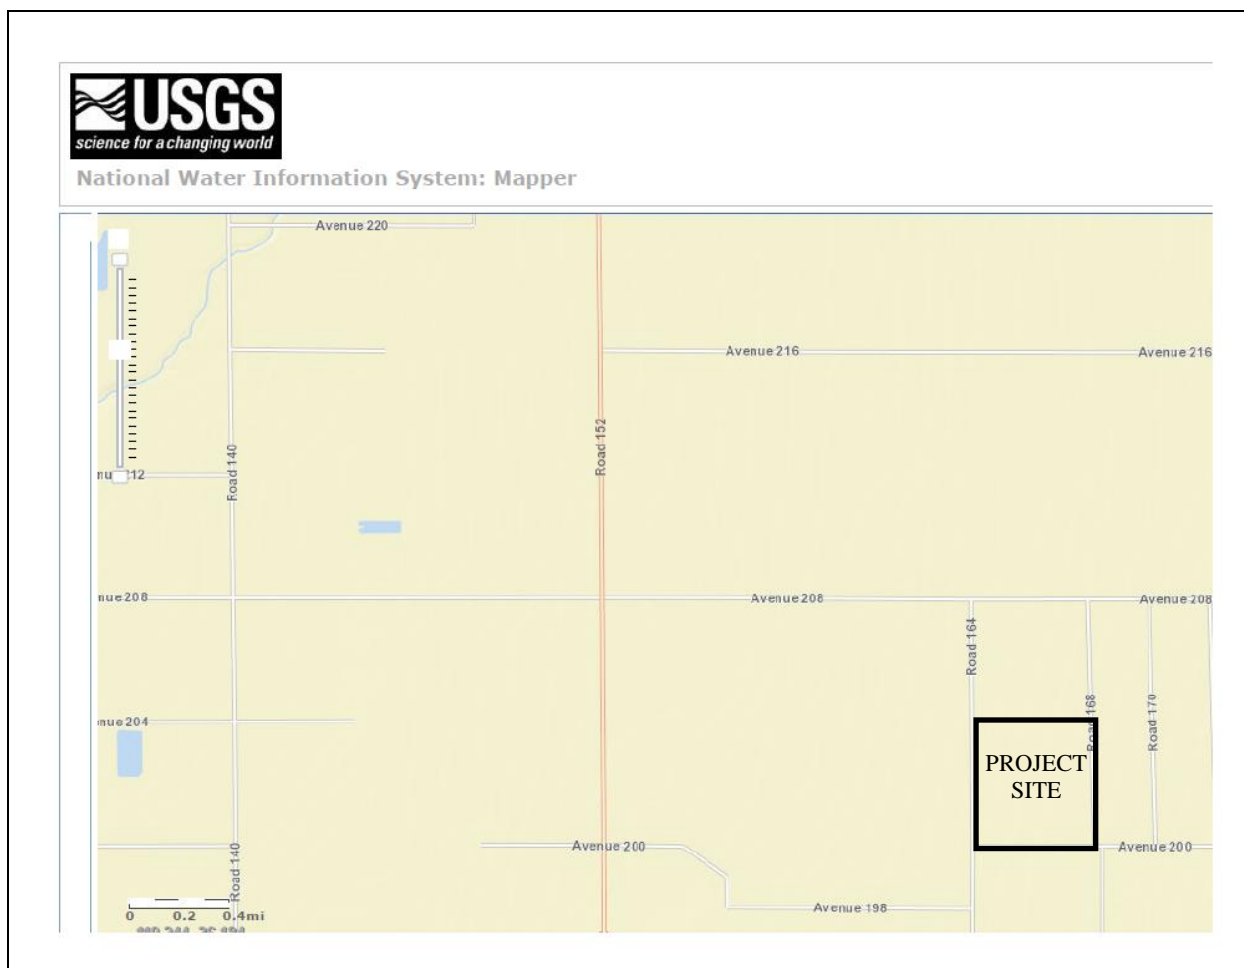 USGS
science for a changing world
National Water Information System: Mapper
Avenue 220
Avenue 216
Avenue 216
Road 152
Road 140
Avenue 208
Avenue 208
Road 164
Road 168
Road 170
PROJECT
SITE
Avenue 200
Avenue 200
Road 140
Avenue 198
0 0.2 0.4mi